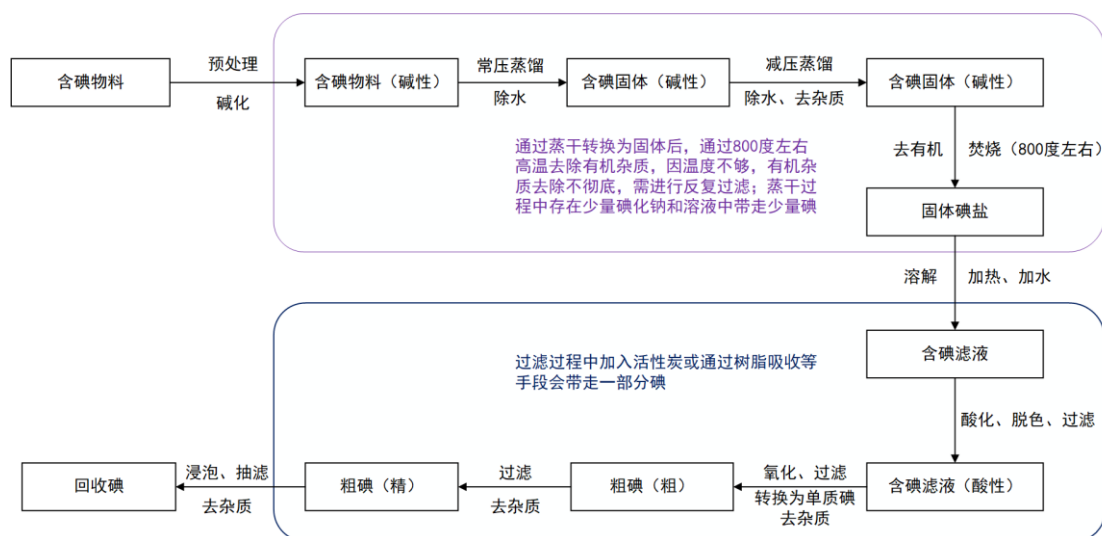 含碘物料
预处理
碱化
含碘物料（碱性）
常压蒸馏
除水
含碘固体（碱性）
减压蒸馏
除水、去杂质
含碘固体（碱性）
通过蒸干转换为固体后，通过800度左右
高温去除有机杂质，因温度不够，有机杂
质去除不彻底，需进行反复过滤；蒸干过
程中存在少量碘化钠和溶液中带走少量碘
去有机
焚烧（800度左右）
固体碘盐
溶解
加热、加水
含碘滤液
过滤过程中加入活性炭或通过树脂吸收等
手段会带走一部分碘
酸化、脱色、过滤
回收碘
浸泡、抽滤
去杂质
粗碘（精）
过滤
去杂质
粗碘（粗）
氧化、过滤
转换为单质碘
去杂质
含碘滤液（酸性）